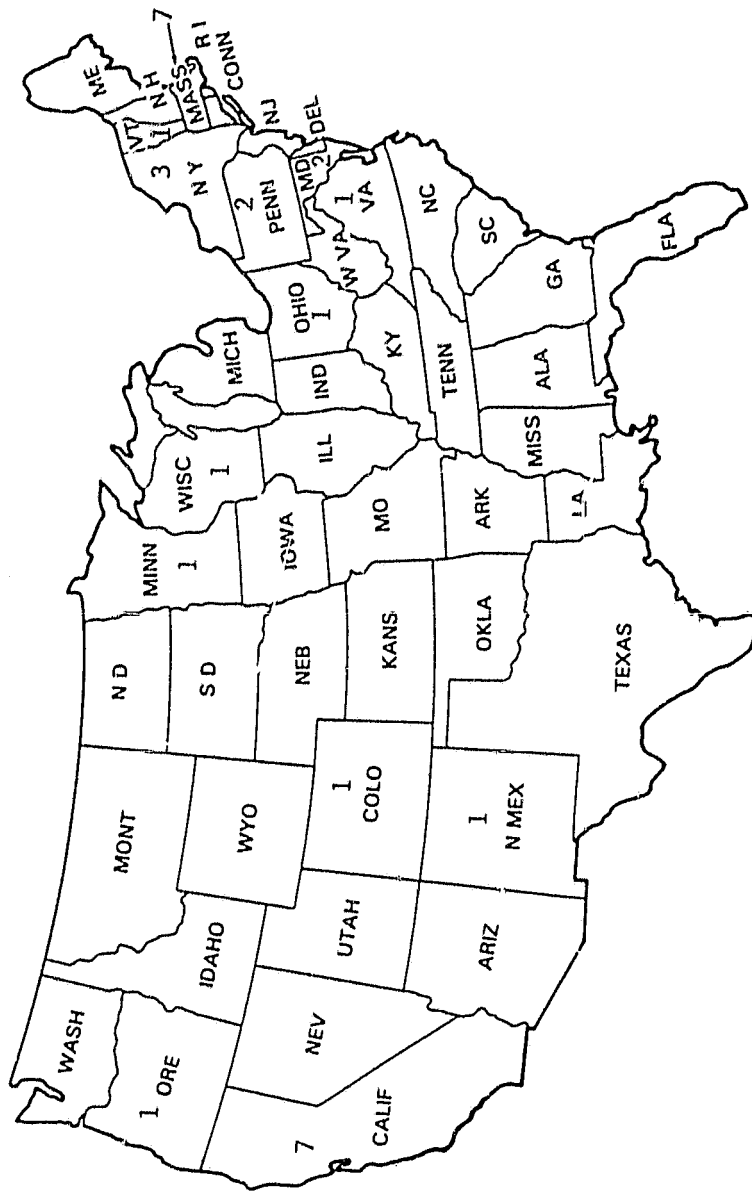 WASH
1
ORE
7
CALIF
NEV
IDAHO
MONT
WYO
UTAH
ARIZ
1
COLO
1
N MEX
N D
S D
NEB
KANS
OKLA
TEXAS
MINN
1
IOWA
MO
ARK
LA
WISC
1
ILL
MICH
IND
OHIO
1
KY
TENN
MISS
ALA
GA
FLA
SC
NC
1
VA
W VA
MD
2
DEL
2
PENN
NJ
3
N Y
VT
1
N H
ME
MASS
7
R I
CONN